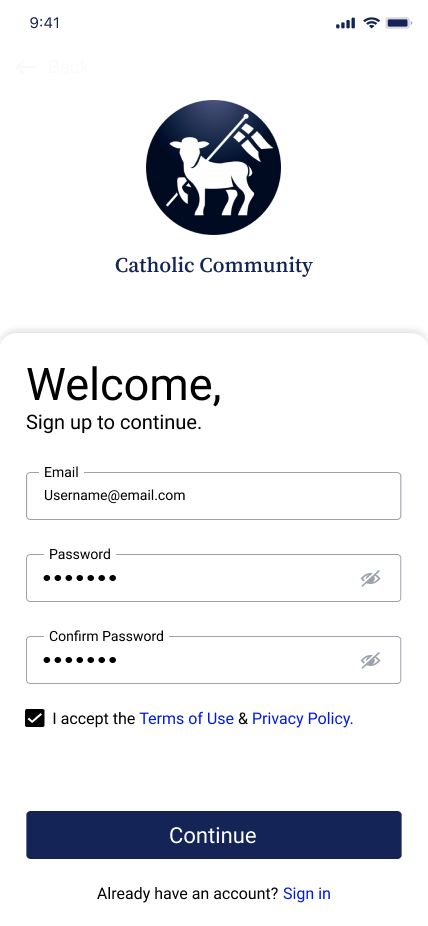 9:41
Back
Catholic Community
Welcome,
Sign up to continue.
Email
Username@email.com
Password
•••••••
Confirm Password
•••••••
I accept the Terms of Use & Privacy Policy.
Continue
Already have an account? Sign in